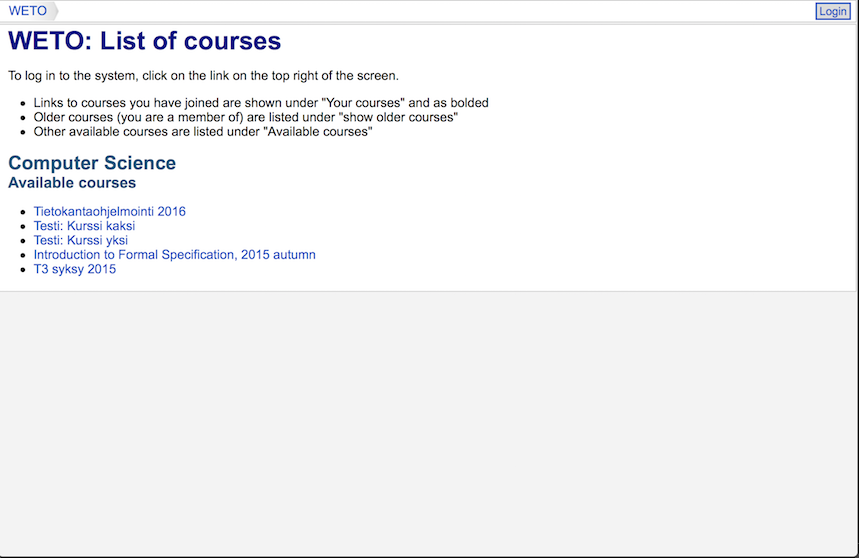 WETO
Login
WETO: List of courses
To log in to the system, click on the link on the top right of the screen.
Links to courses you have joined are shown under "Your courses" and as bolded
Older courses (you are a member of) are listed under "show older courses"
Other available courses are listed under "Available courses"
Computer Science
Available courses
Tietokantaohjelmointi 2016
Testi: Kurssi kaksi
Testi: Kurssi yksi
Introduction to Formal Specification, 2015 autumn
T3 syksy 2015